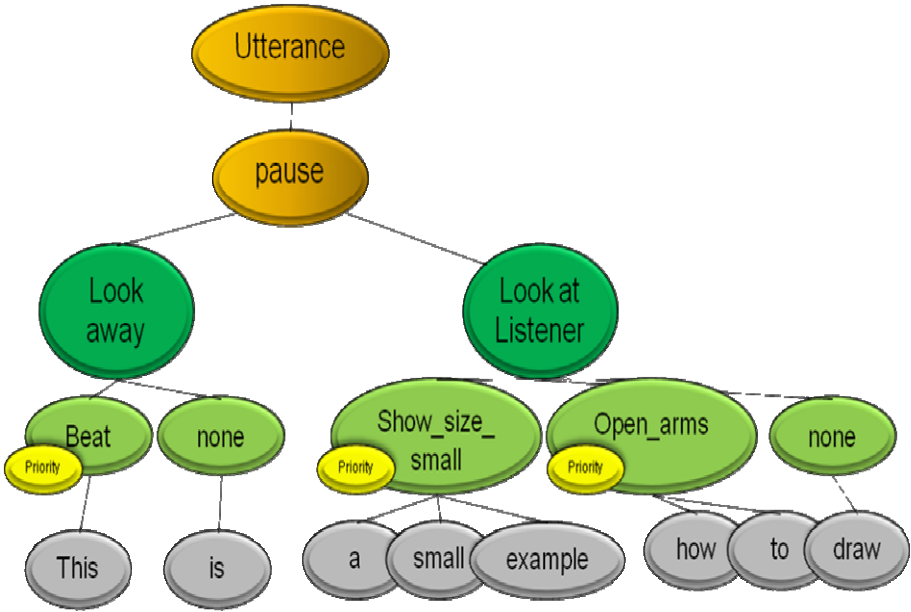 Utterance
pause
Look
away
Look at
Listener
Beat
none
Show_size_
small
Open_arms
none
Priority
Priority
Priority
This
is
a
small
example
how
to
draw